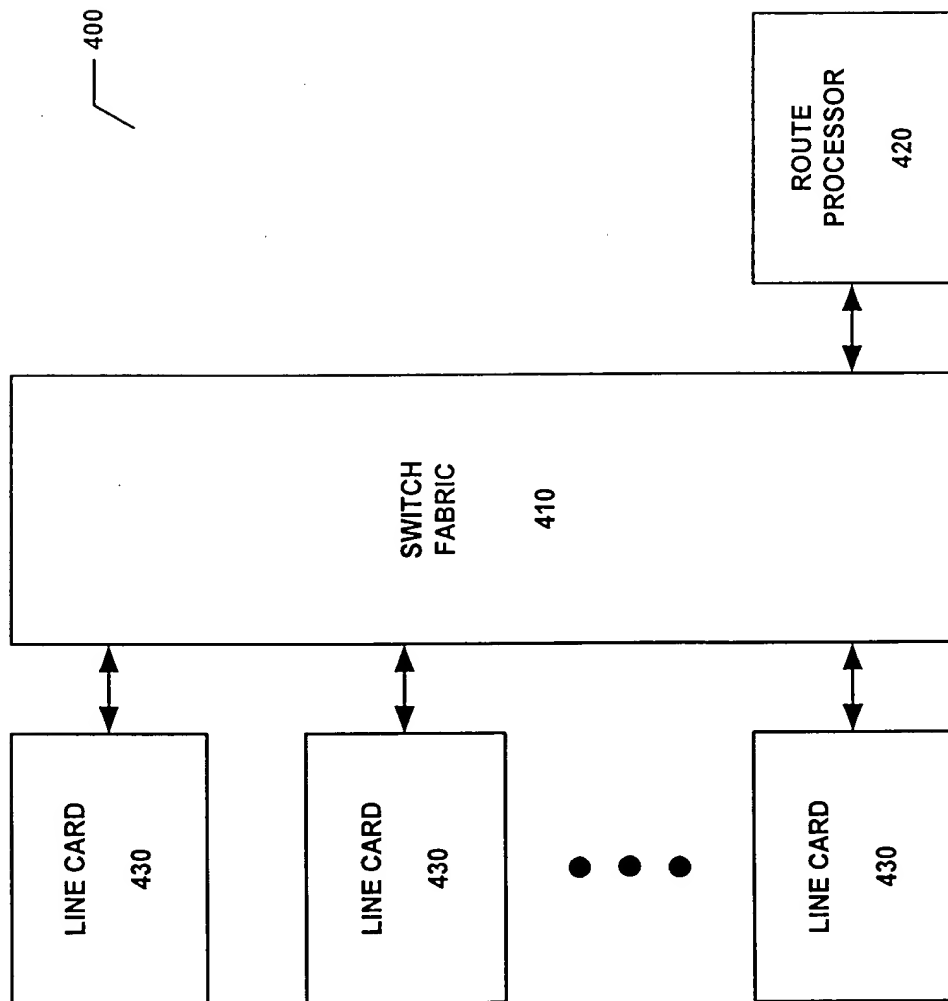 LINE CARD
430
LINE CARD
430
LINE CARD
430
SWITCH
FABRIC
410
ROUTE
PROCESSOR
420
400